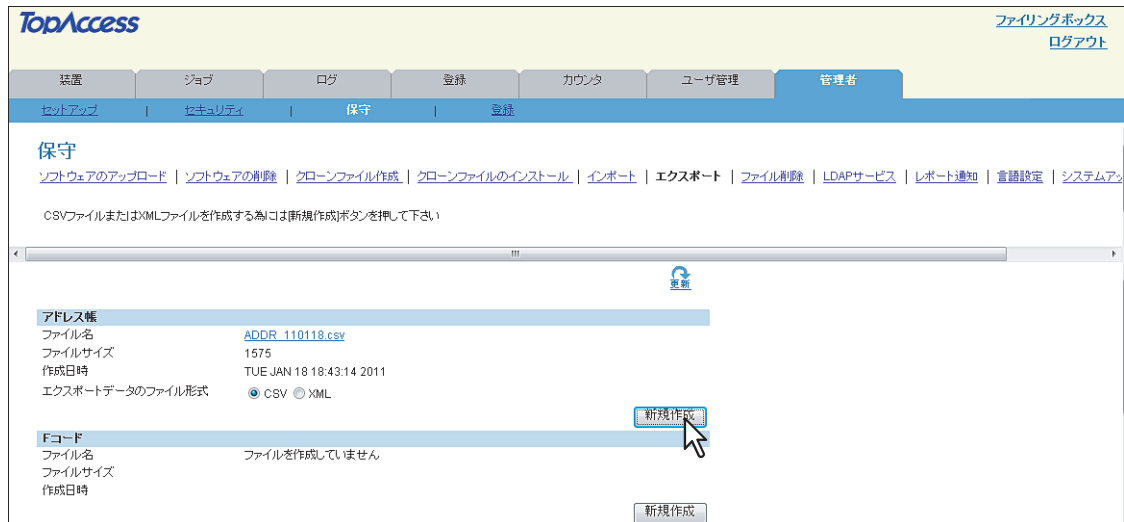 TopAccess
ファイリングボックス
ログアウト
装置 ジョブ ログ 登録 カウンタ ユーザ管理 管理者
セットアップ | セキュリティ | 保守 | 登録
保守
ソフトウェアのアップロード | ソフトウェアの削除 | クローンファイル作成 | クローンファイルのインストール | インポート | エクスポート | ファイル削除 | LDAPサービス | レポート通知 | 言語設定 | システムアッ
CSVファイルまたはXMLファイルを作成する為には[新規作成]ボタンを押して下さい
更新
アドレス帳
ファイル名 ADDR_110118.csv
ファイルサイズ 1575
作成日時 TUE JAN 18 18:43:14 2011
エクスポートデータのファイル形式 CSV XML
新規作成
Fコード
ファイル名 ファイルを作成していません
ファイルサイズ
作成日時
新規作成